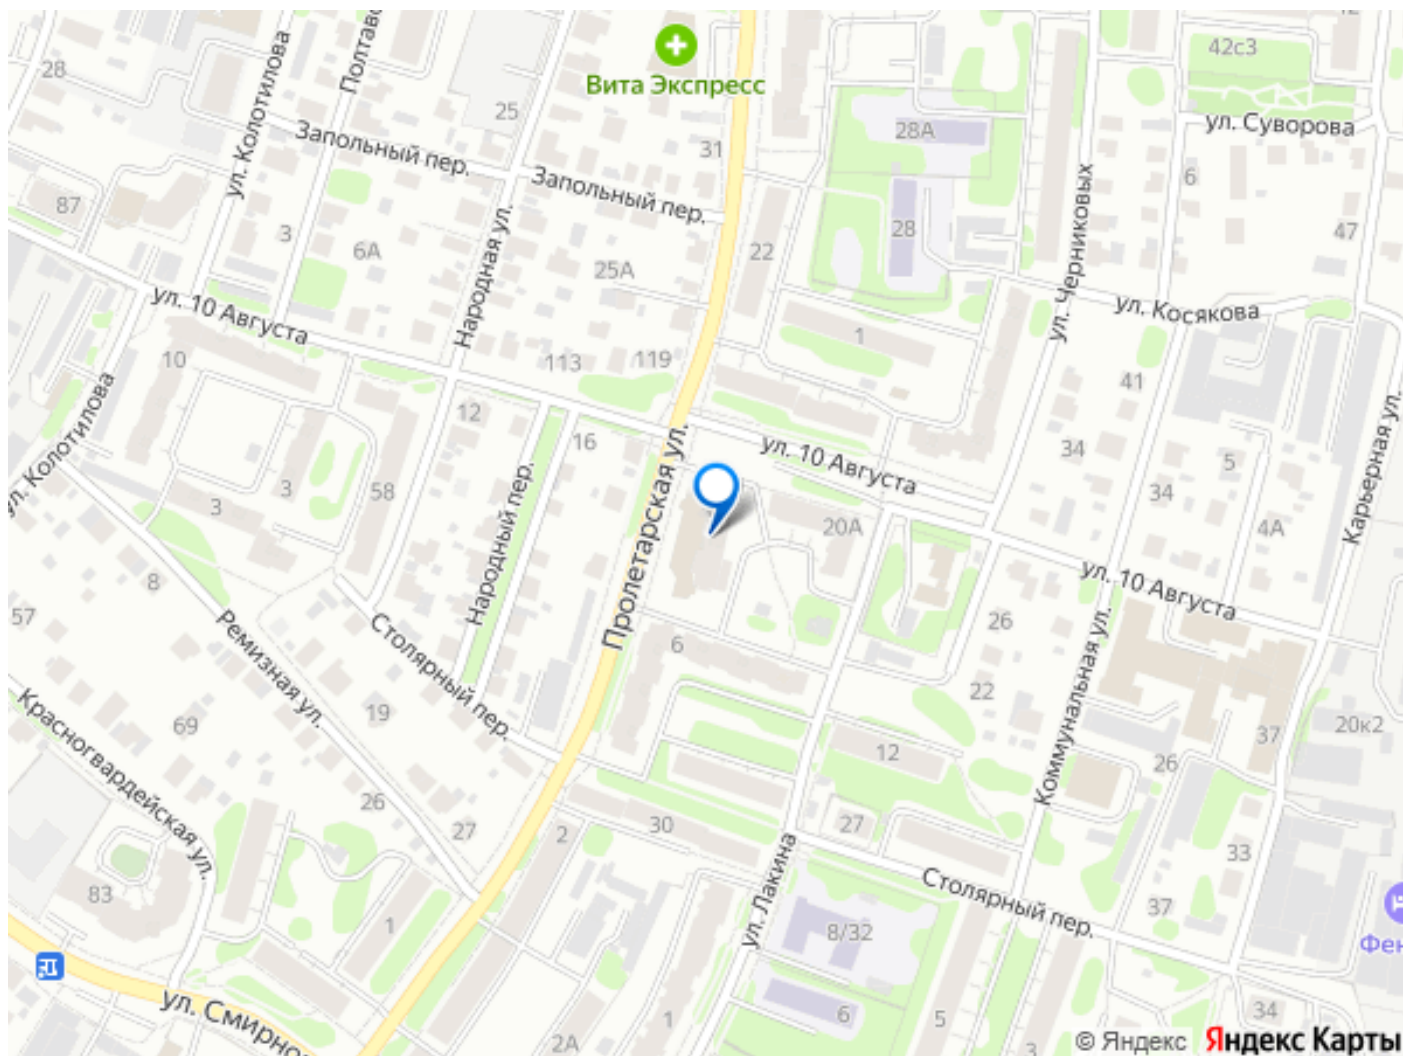 42с3
28
ул. Колотилова
Полтавс
Вита Экспресс
25
Запольный пер.
31
28А
ул. Суворова
6
Запольный пер.
87
3
6А
Народная ул.
25А
22
28
ул. Черниковых
47
ул. Косякова
ул. 10 Августа
10
113
119
1
41
12
16
ул. 10 Августа
34
5
34
4А
Карьерная ул.
ул. Колотилова
3
3
58
Народный пер.
Пролетарская ул.
20А
ул. 10 Августа
8
57
Ремизная ул.
Столярный пер.
6
26
22
Коммунальная ул.
19
69
Красногвардейская ул.
12
26
37
20к2
26
27
2
30
27
33
83
1
ул. Лакина
8/32
Столярный пер.
37
Фен
ул. Смирно
2А
1
6
5
3
34
© Яндекс Яндекс Карты